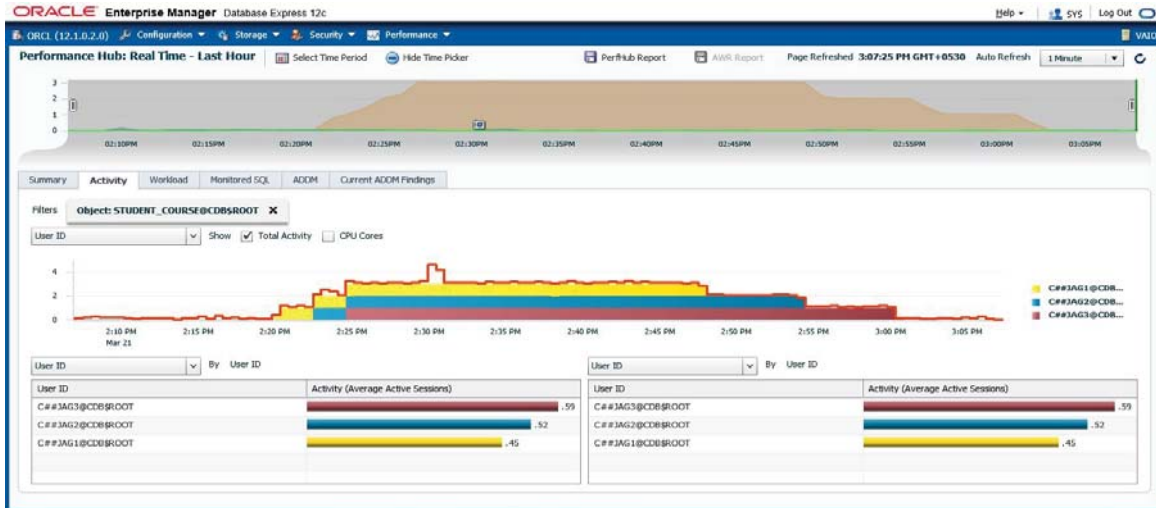 ORACLE Enterprise Manager Database Express 12c
Help SYS Log Out
ORCL (12.1.0.2.0) Configuration Storage Security Performance VAIO
Performance Hub: Real Time - Last Hour Select Time Period Hide Time Picker PerfHub Report AWR Report Page Refreshed 3:07:25 PM GMT+0530 Auto Refresh 1 Minute
3
2
1
0
02:10PM 02:15PM 02:20PM 02:25PM 02:30PM 02:35PM 02:40PM 02:45PM 02:50PM 02:55PM 03:00PM 03:05PM
Summary Activity Workload Monitored SQL ADDM Current ADDM Findings
Filters Object: STUDENT_COURSE@CDB$ROOT X
User ID Show Total Activity CPU Cores
4
2
0
C##JAG1@CDB...
C##JAG2@CDB...
C##JAG3@CDB...
2:10 PM 2:15 PM 2:20 PM 2:25 PM 2:30 PM 2:35 PM 2:40 PM 2:45 PM 2:50 PM 2:55 PM 3:00 PM 3:05 PM
Mar 21
User ID By User ID User ID By User ID
User ID Activity (Average Active Sessions) User ID Activity (Average Active Sessions)
C##JAG3@CDB$ROOT .59 C##JAG3@CDB$ROOT .59
C##JAG2@CDB$ROOT .52 C##JAG2@CDB$ROOT .52
C##JAG1@CDB$ROOT .45 C##JAG1@CDB$ROOT .45